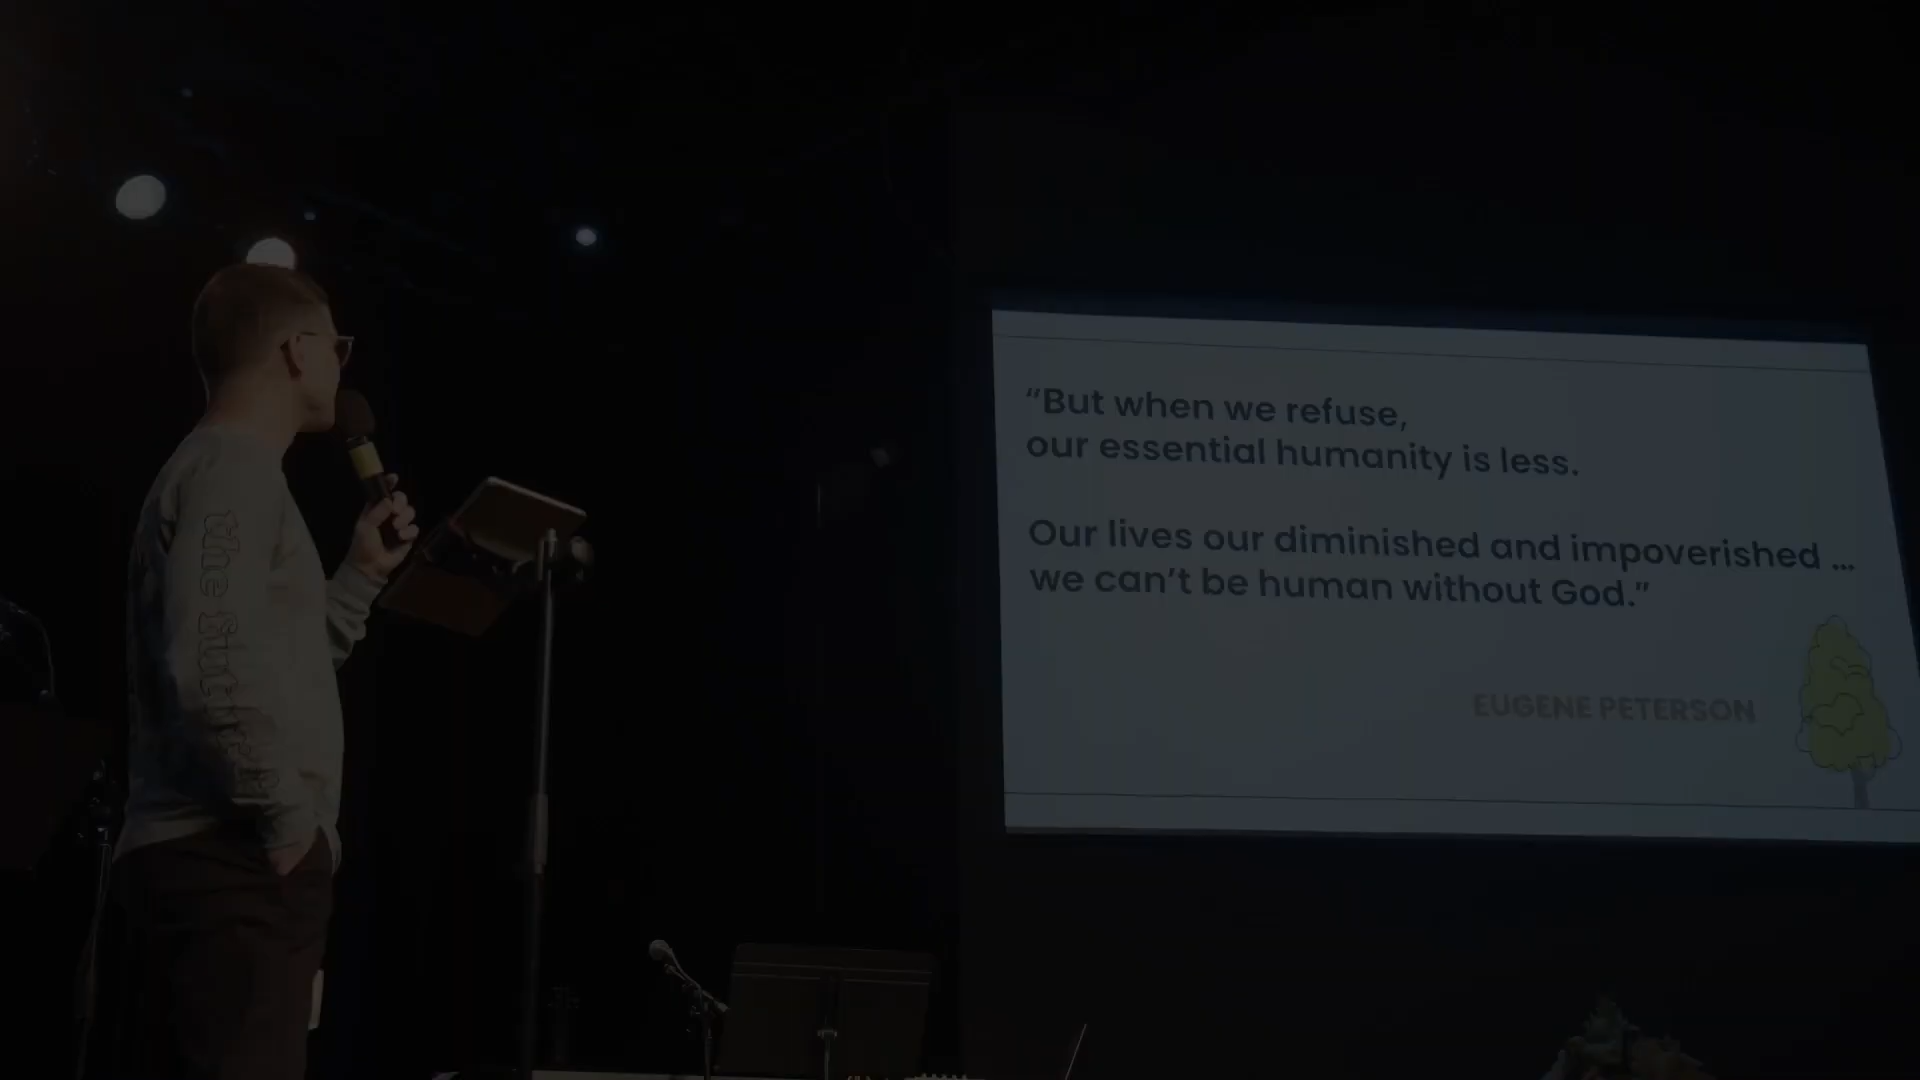 “But when we refuse,
our essential humanity is less.
Our lives our diminished and impoverished ...
we can’t be human without God.”
EUGENE PETERSON
the